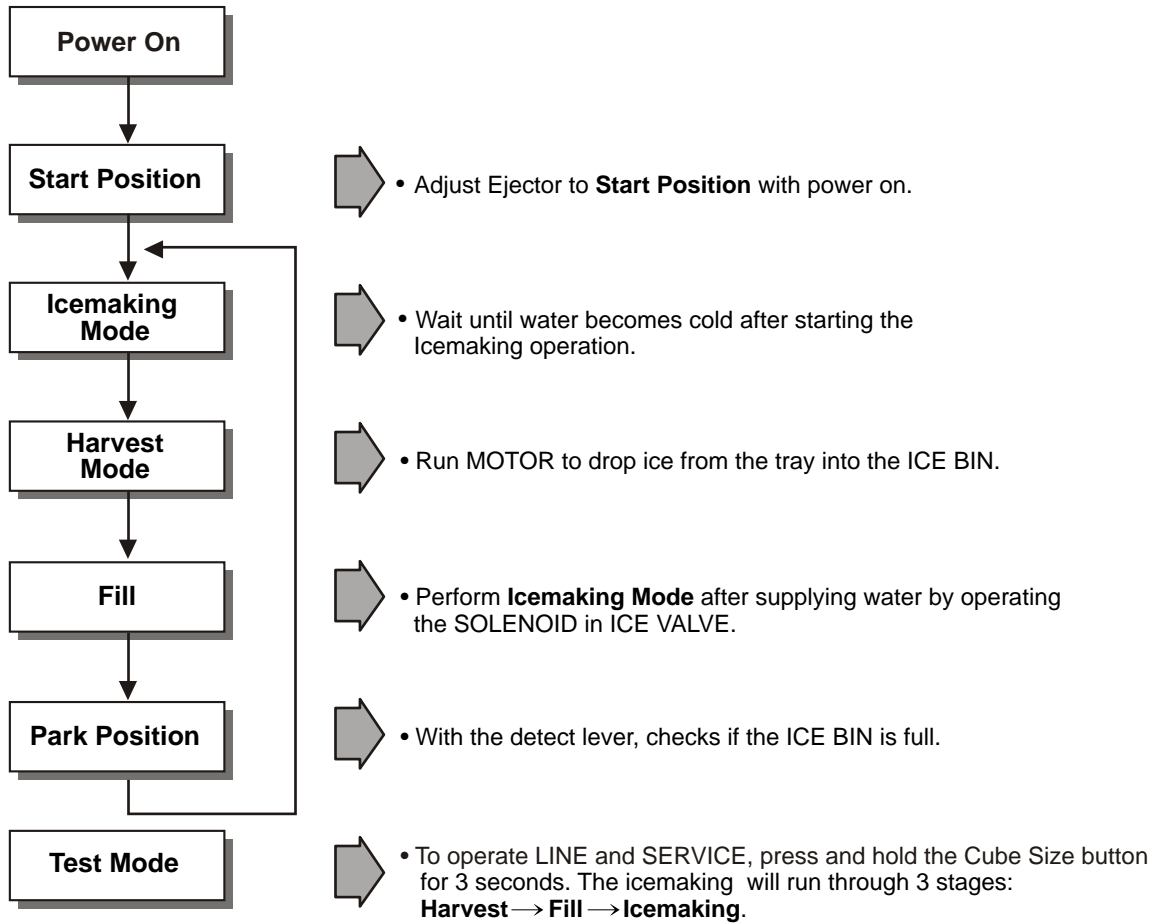 Power On
Start Position
• Adjust Ejector to Start Position with power on.
Icemaking
Mode
• Wait until water becomes cold after starting the
Icemaking operation.
Harvest
Mode
• Run MOTOR to drop ice from the tray into the ICE BIN.
Fill
• Perform Icemaking Mode after supplying water by operating
the SOLENOID in ICE VALVE.
Park Position
• With the detect lever, checks if the ICE BIN is full.
Test Mode
• To operate LINE and SERVICE, press and hold the Cube Size button
for 3 seconds. The icemaking will run through 3 stages:
Harvest→Fill→Icemaking.